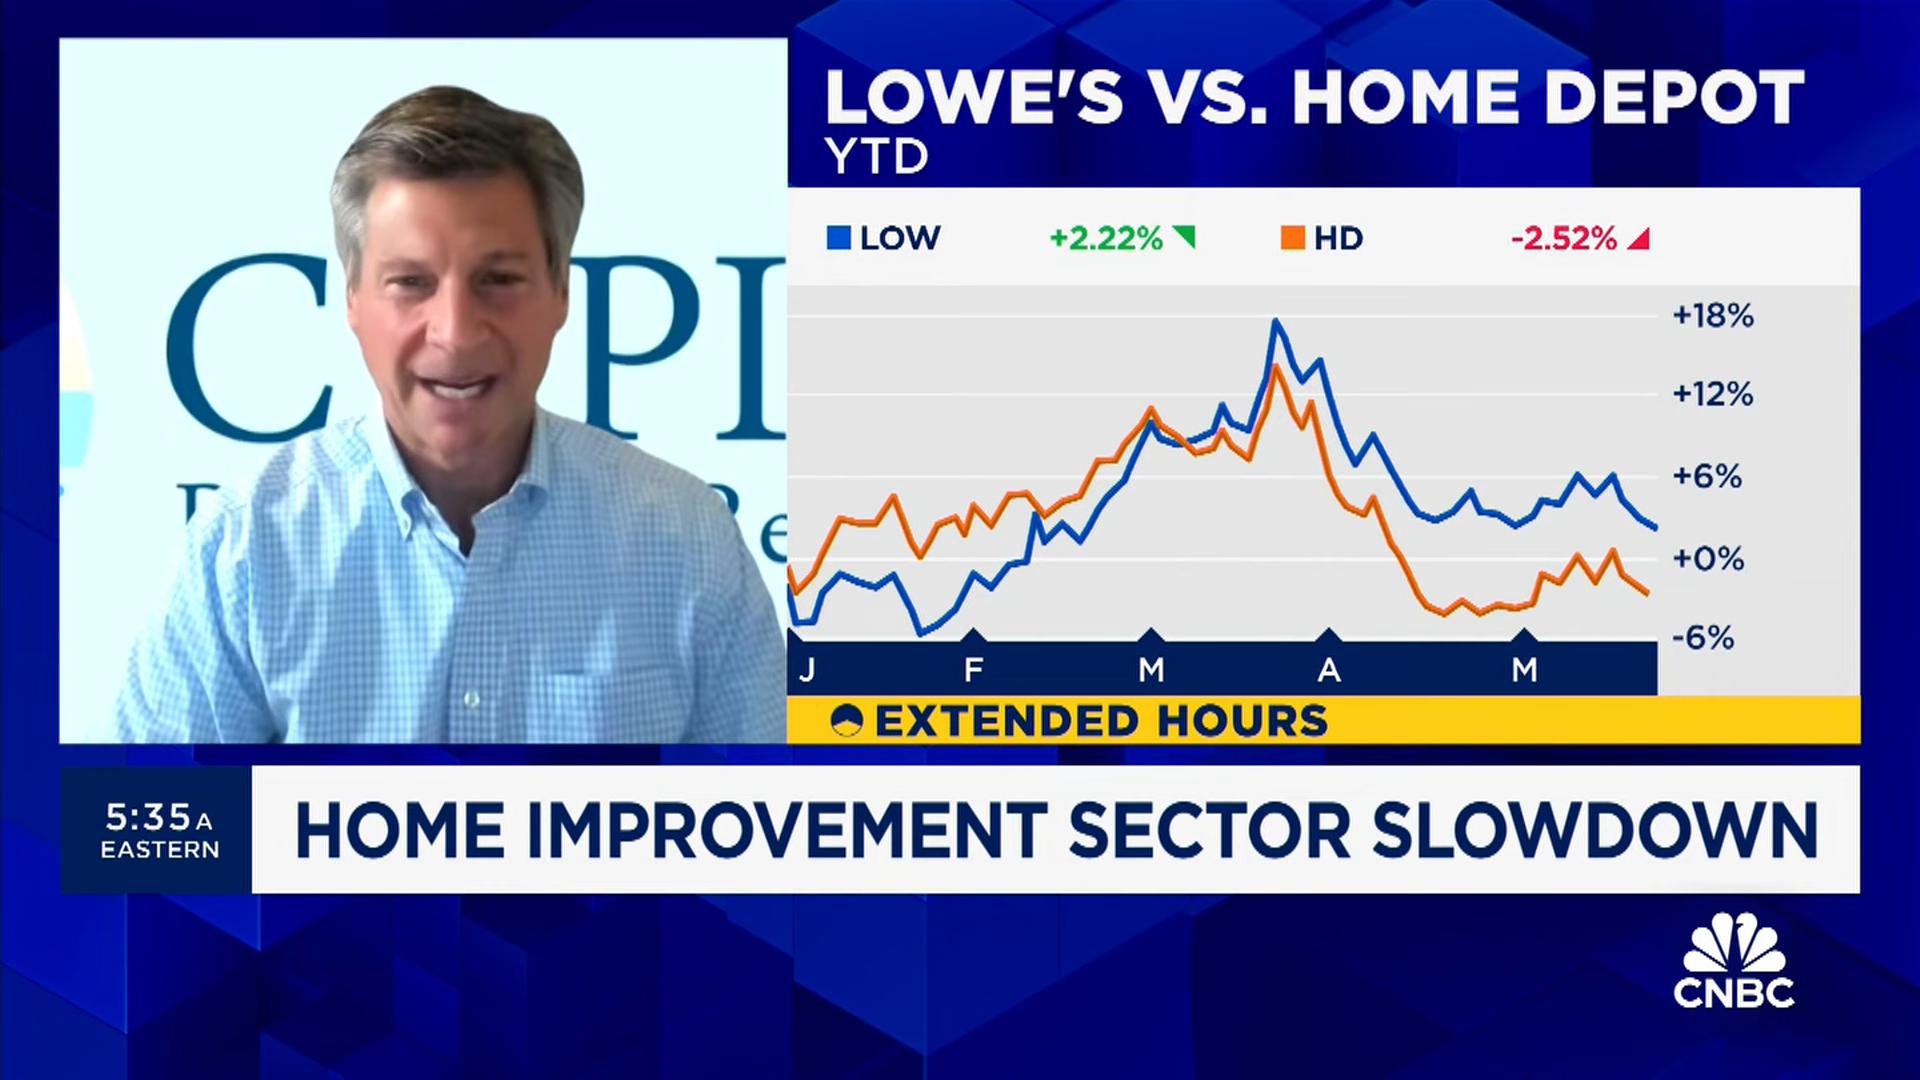 LOWE'S VS. HOME DEPOT
YTD
LOW +2.22% HD -2.52%
+18%
+12%
+6%
+0%
-6%
J F M A M
EXTENDED HOURS
5:35A
EASTERN
HOME IMPROVEMENT SECTOR SLOWDOWN
CNBC